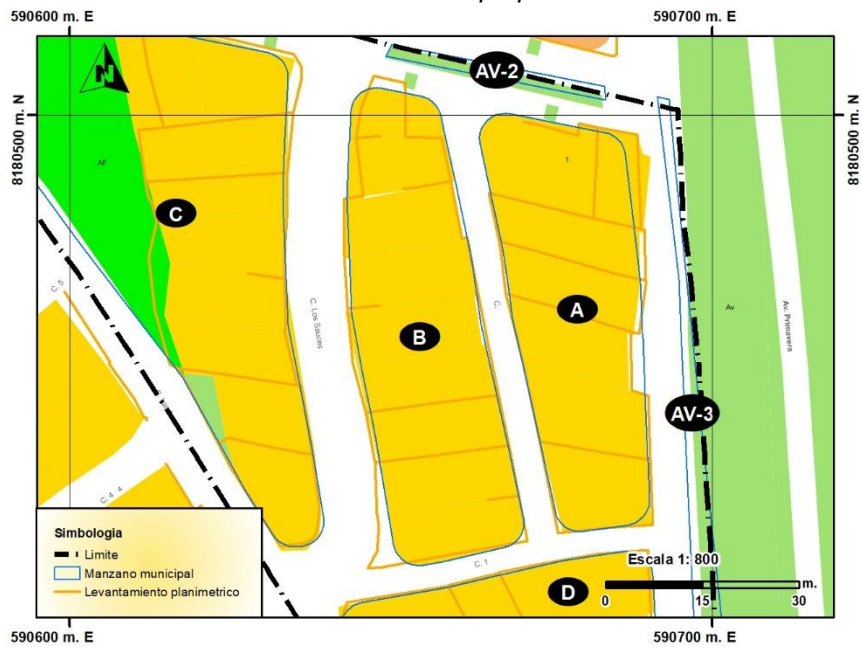 590600 m. E
590700 m. E
8180500 m. N
8180500 m. N
N
AV-2
AF
1
C
C. Los Sauces
C.
B
A
Av
Av. Primavera
AV-3
C. 4 4
C. 1
D
Simbologia
Limite
Manzano municipal
Levantamiento planimetrico
Escala 1: 800
m.
0
15
30
590600 m. E
590700 m. E